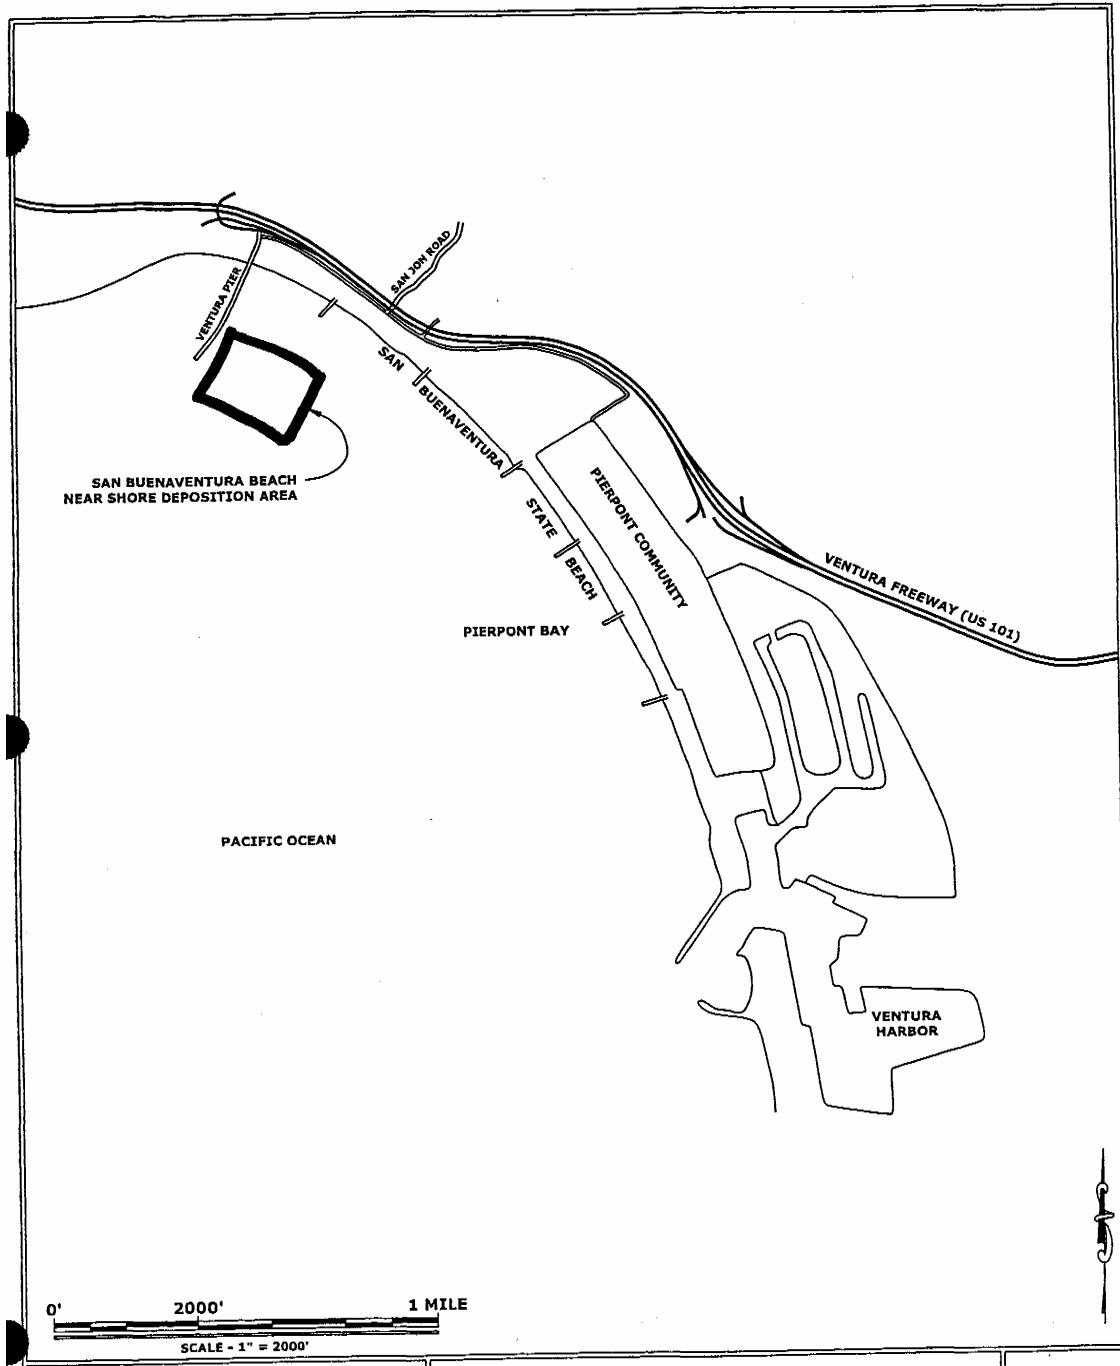 SAN JON ROAD
VENTURA PIER
SAN
BUENAVENTURA
STATE
BEACH
SAN BUENAVENTURA BEACH
NEAR SHORE DEPOSITION AREA
PIERPONT COMMUNITY
VENTURA FREEWAY (US 101)
PIERPONT BAY
PACIFIC OCEAN
VENTURA
HARBOR
0' 2000' 1 MILE
SCALE - 1" = 2000'